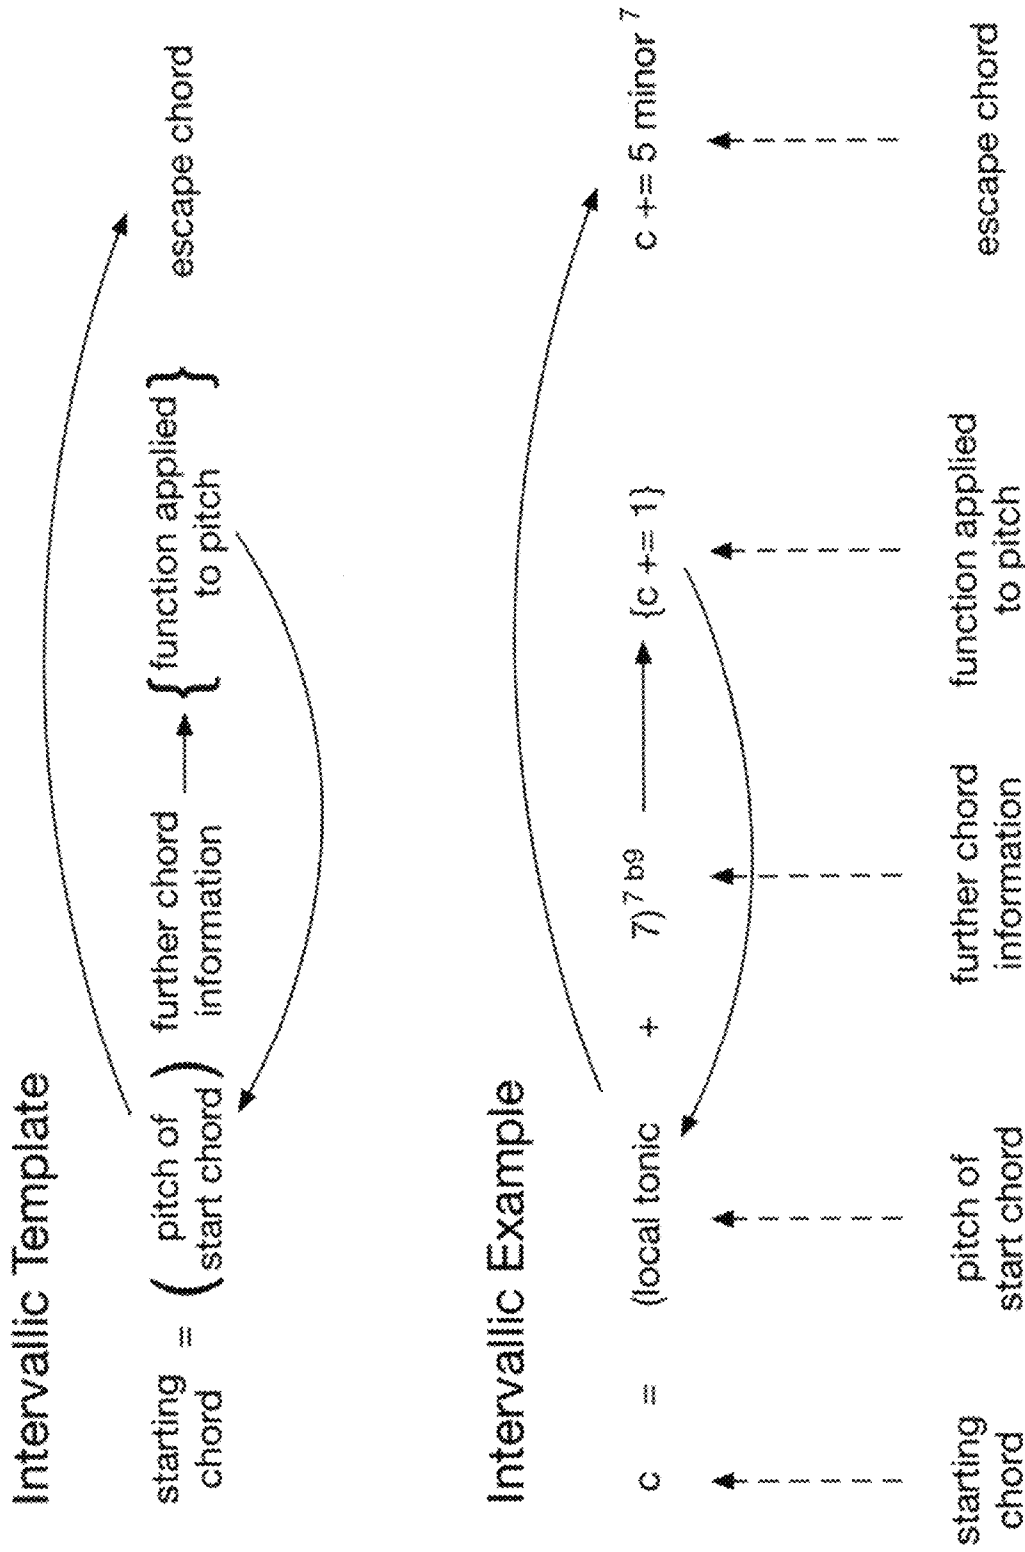 Intervallic Template
starting
chord
=
(
pitch of
start chord
)
further chord
information
{
function applied
to pitch
}
escape chord
Intervallic Example
c = (local tonic + 7)7 b9 {c += 1} c += 5 minor 7
starting
chord
pitch of
start chord
further chord
information
function applied
to pitch
escape chord